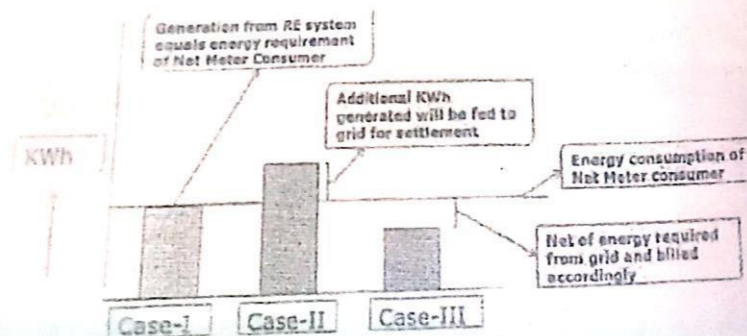 Generation from RE system
equals energy requirement
of Net Meter Consumer
Additional KWh
generated will be fed to
grid for settlement
KWh
Energy consumption of
Net Meter consumer
Net of energy required
from grid and billed
accordingly
Case-I
Case-II
Case-III